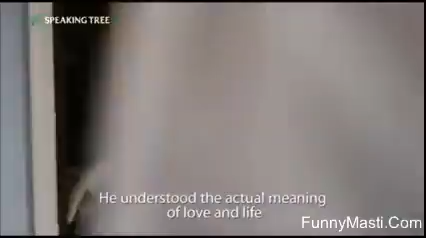 SPEAKING TREE
He understood the actual meaning
of love and life
FunnyMasti.Com